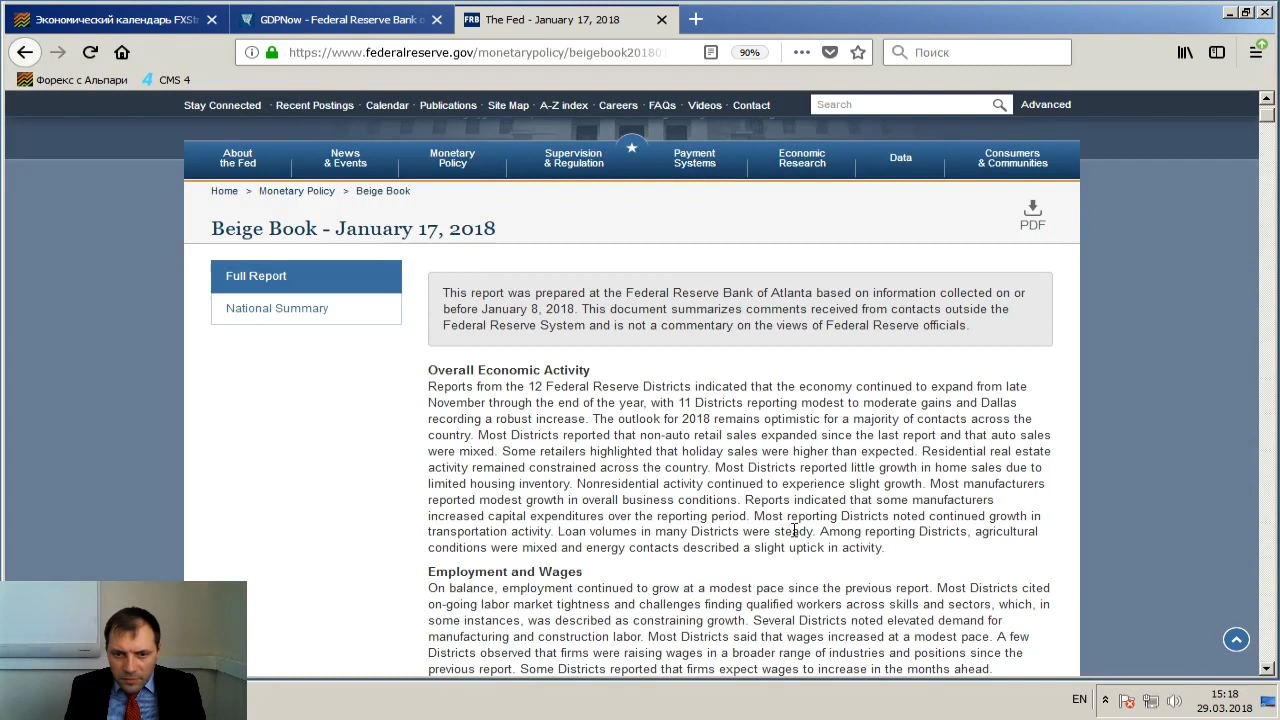 Экономический календарь FXStr
GDPNow - Federal Reserve Bank o
FRB The Fed - January 17, 2018
https://www.federalreserve.gov/monetarypolicy/beigebook20180
90%
Поиск
Форекс с Альпари
CMS 4
Stay Connected Recent Postings Calendar Publications Site Map A-Z index Careers FAQs Videos Contact
Search
Advanced
About the Fed
News & Events
Monetary Policy
Supervision & Regulation
Payment Systems
Economic Research
Data
Consumers & Communities
Home > Monetary Policy > Beige Book
Beige Book - January 17, 2018
PDF
Full Report
National Summary
This report was prepared at the Federal Reserve Bank of Atlanta based on information collected on or
before January 8, 2018. This document summarizes comments received from contacts outside the
Federal Reserve System and is not a commentary on the views of Federal Reserve officials.
Overall Economic Activity
Reports from the 12 Federal Reserve Districts indicated that the economy continued to expand from late
November through the end of the year, with 11 Districts reporting modest to moderate gains and Dallas
recording a robust increase. The outlook for 2018 remains optimistic for a majority of contacts across the
country. Most Districts reported that non-auto retail sales expanded since the last report and that auto sales
were mixed. Some retailers highlighted that holiday sales were higher than expected. Residential real estate
activity remained constrained across the country. Most Districts reported little growth in home sales due to
limited housing inventory. Nonresidential activity continued to experience slight growth. Most manufacturers
reported modest growth in overall business conditions. Reports indicated that some manufacturers
increased capital expenditures over the reporting period. Most reporting Districts noted continued growth in
transportation activity. Loan volumes in many Districts were steady. Among reporting Districts, agricultural
conditions were mixed and energy contacts described a slight uptick in activity.
Employment and Wages
On balance, employment continued to grow at a modest pace since the previous report. Most Districts cited
on-going labor market tightness and challenges finding qualified workers across skills and sectors, which, in
some instances, was described as constraining growth. Several Districts noted elevated demand for
manufacturing and construction labor. Most Districts said that wages increased at a modest pace. A few
Districts observed that firms were raising wages in a broader range of industries and positions since the
previous report. Some Districts reported that firms expect wages to increase in the months ahead.
EN
15:18
29.03.2018